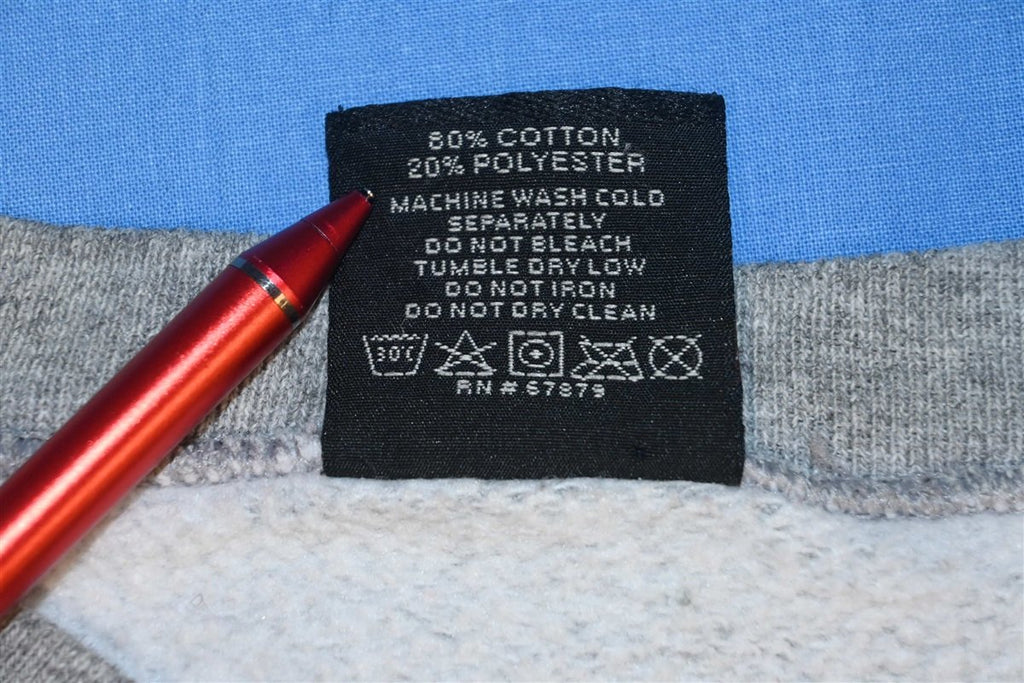 80% COTTON,
20% POLYESTER
MACHINE WASH COLD
SEPARATELY
DO NOT BLEACH
TUMBLE DRY LOW
DO NOT IRON
DO NOT DRY CLEAN
30°C
RN # 67879